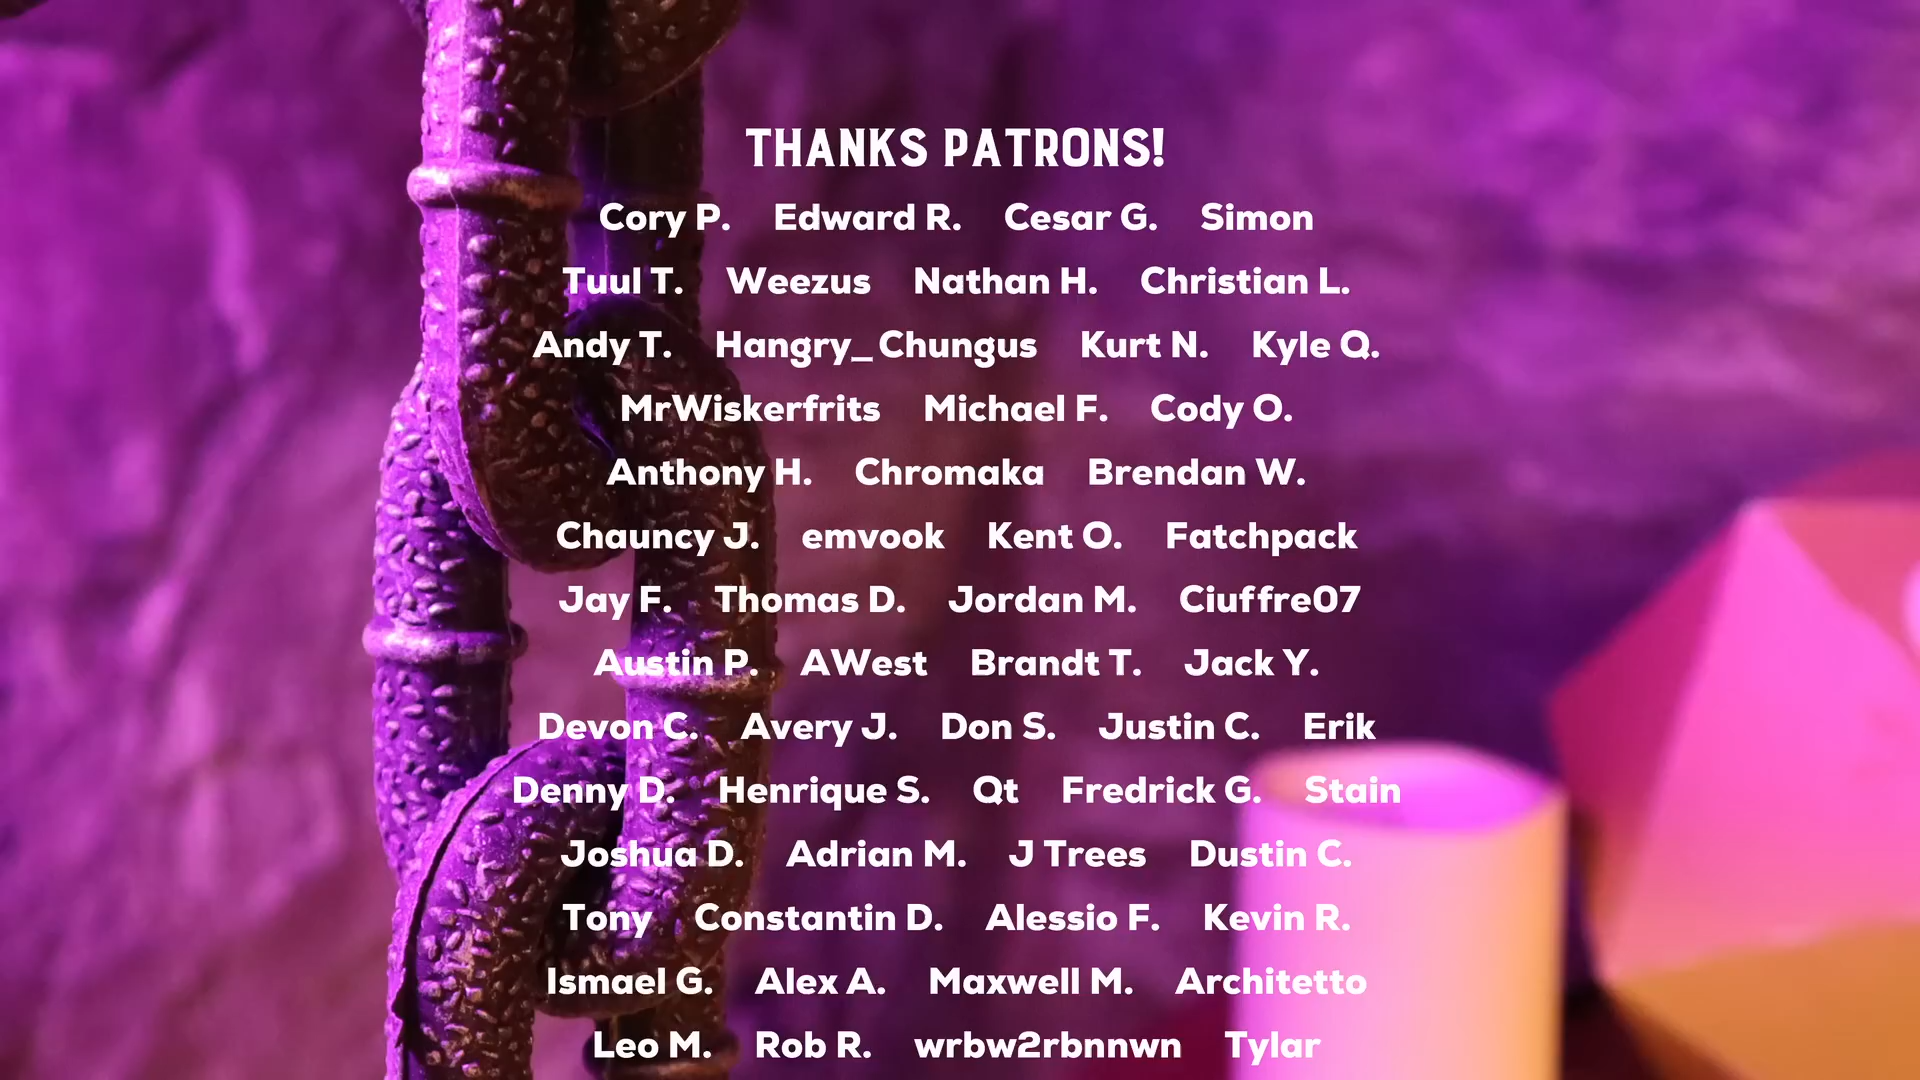 THANKS PATRONS!
Cory P. Edward R. Cesar G. Simon
Tuul T. Weezus Nathan H. Christian L.
Andy T. Hangry_Chungus Kurt N. Kyle Q.
MrWiskerfrits Michael F. Cody O.
Anthony H. Chromaka Brendan W.
Chauncy J. emvook Kent O. Fatchpack
Jay F. Thomas D. Jordan M. Ciuffre07
Austin P. AWest Brandt T. Jack Y.
Devon C. Avery J. Don S. Justin C. Erik
Denny D. Henrique S. Qt Fredrick G. Stain
Joshua D. Adrian M. J Trees Dustin C.
Tony Constantin D. Alessio F. Kevin R.
Ismael G. Alex A. Maxwell M. Architetto
Leo M. Rob R. wrbw2rbnnwn Tylar